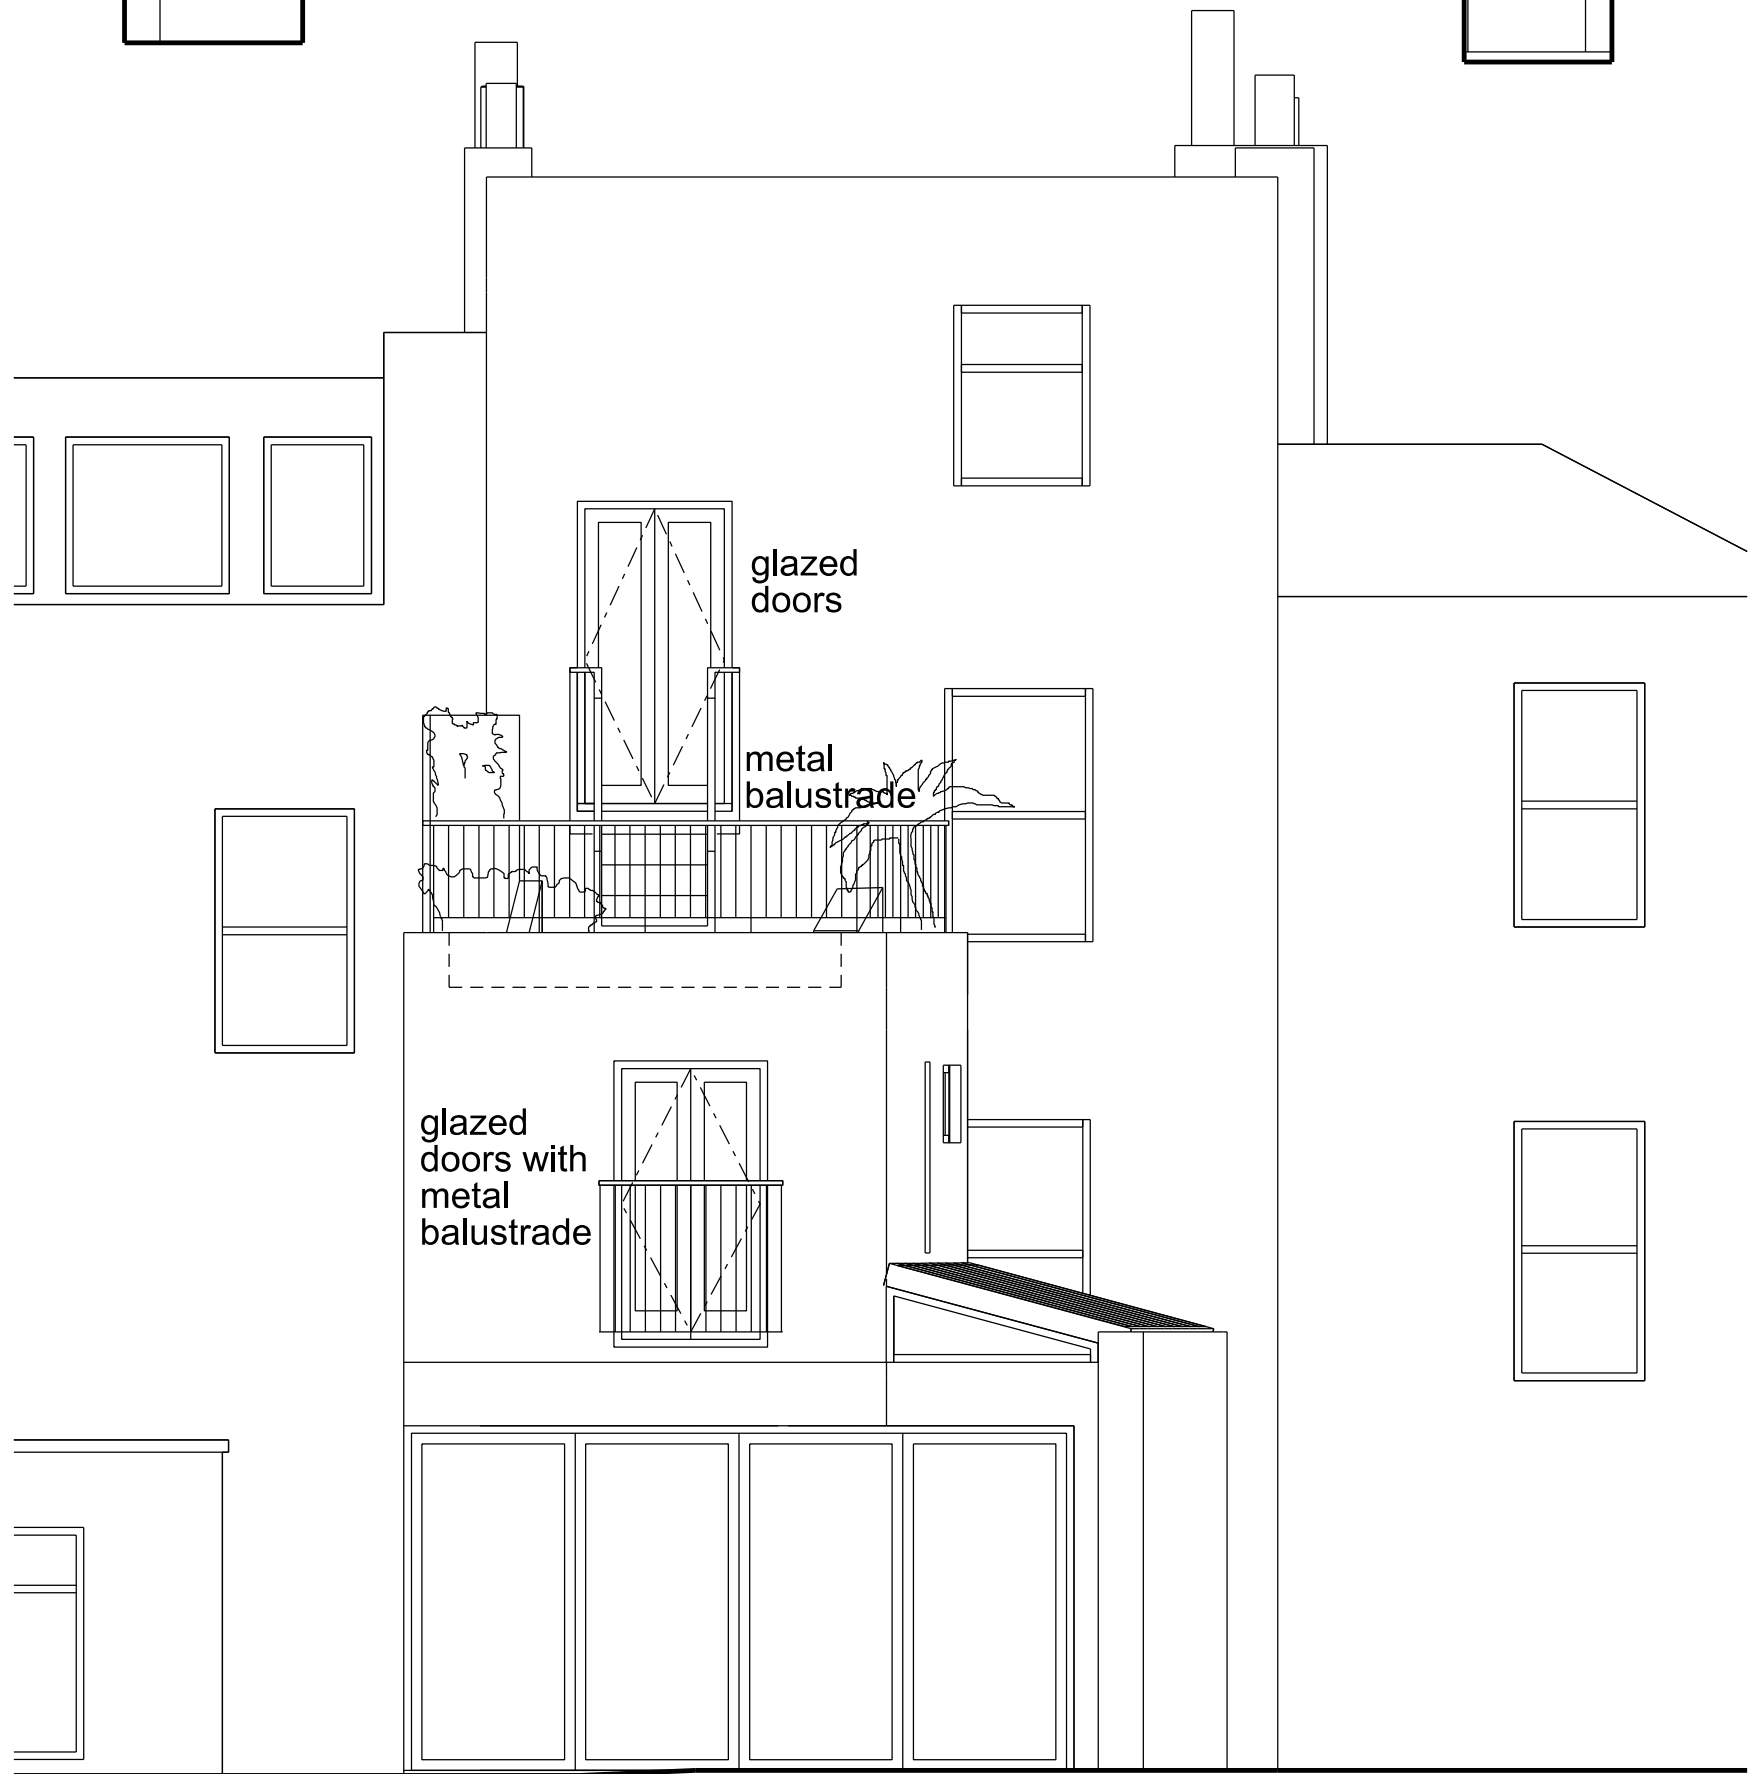 glazed
doors
metal
balustrade
glazed
doors with
metal
balustrade